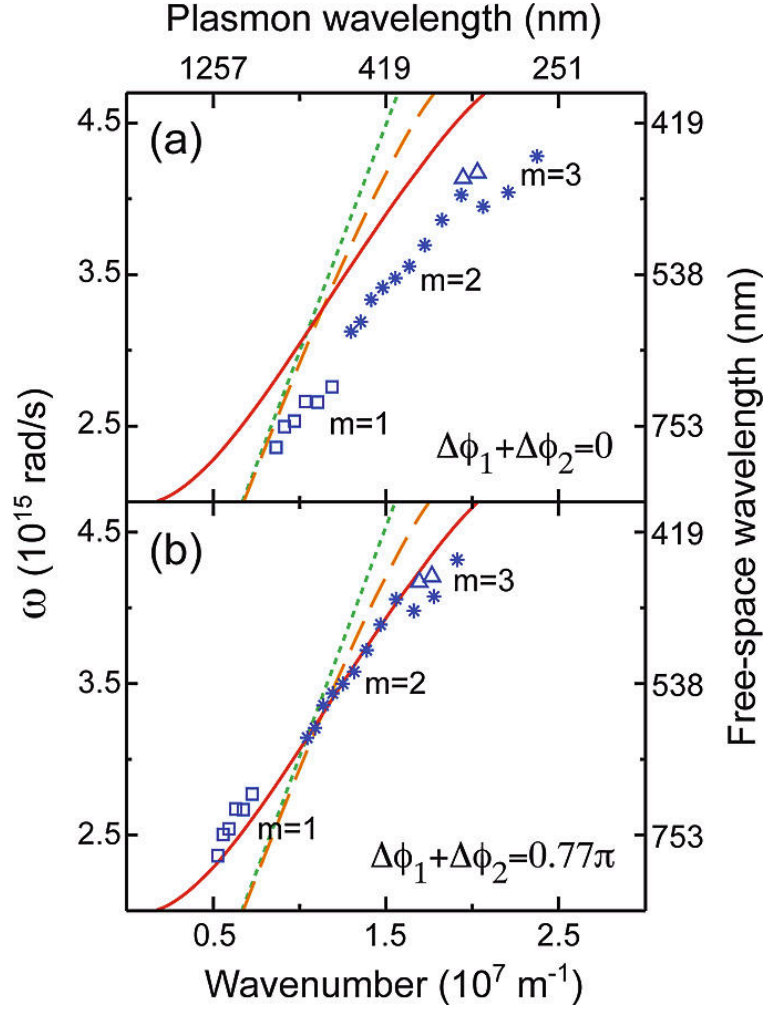 Plasmon wavelength (nm)
1257 419 251
(a)
4.5
3.5
2.5
419
538
753
m=3
m=2
m=1
Δϕ₁+Δϕ₂=0
(b)
4.5
3.5
2.5
419
538
753
m=3
m=2
m=1
Δϕ₁+Δϕ₂=0.77π
ω (10¹⁵ rad/s)
Free-space wavelength (nm)
0.5 1.5 2.5
Wavenumber (10⁷ m⁻¹)